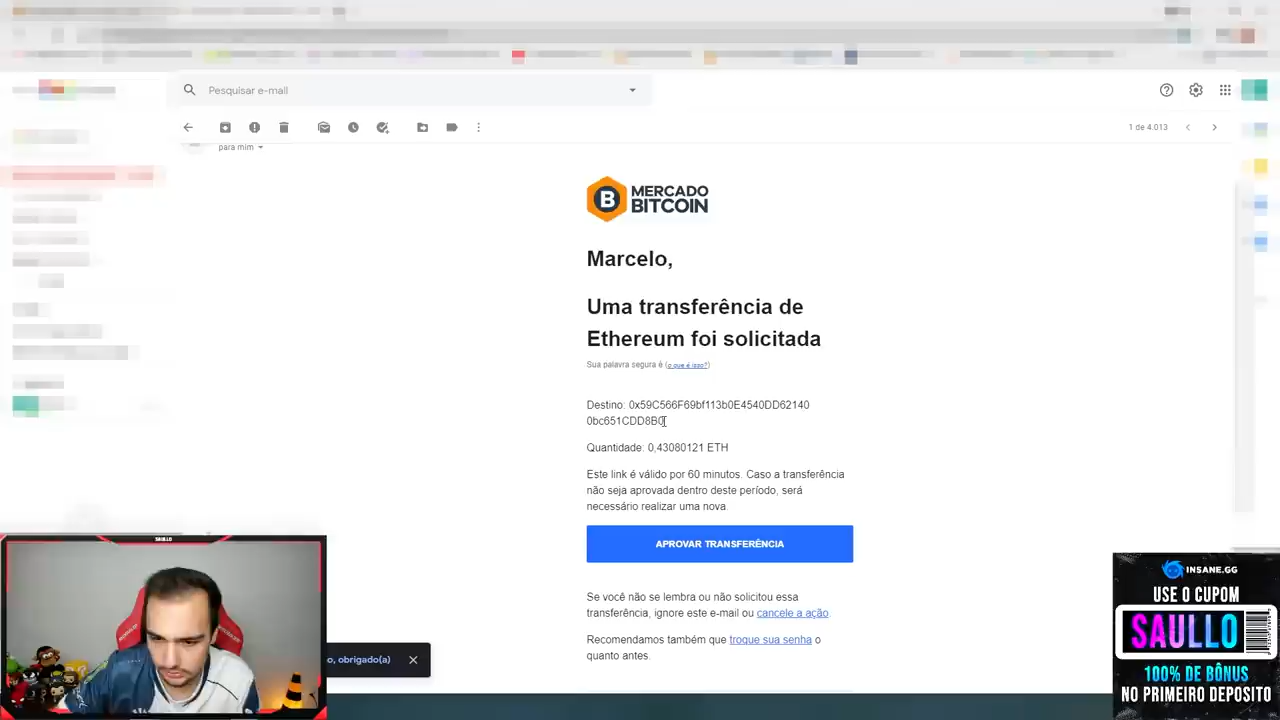 Pesquisar e-mail
1 de 4.013
para mim
MERCADO
BITCOIN
Marcelo,
Uma transferência de
Ethereum foi solicitada
Sua palavra segura é (o que é isso?)
Destino: 0x59C566F69bf113b0E4540DD62140
0bc651CDD8B0
Quantidade: 0,43080121 ETH
Este link é válido por 60 minutos. Caso a transferência
não seja aprovada dentro deste período, será
necessário realizar uma nova.
APROVAR TRANSFERÊNCIA
Se você não se lembra ou não solicitou essa
transferência, ignore este e-mail ou cancele a ação.
Recomendamos também que troque sua senha o
quanto antes.
o, obrigado(a)
SAULLO
INSANE.GG
USE O CUPOM
SAULLO
100% DE BÔNUS
NO PRIMEIRO DEPOSITO